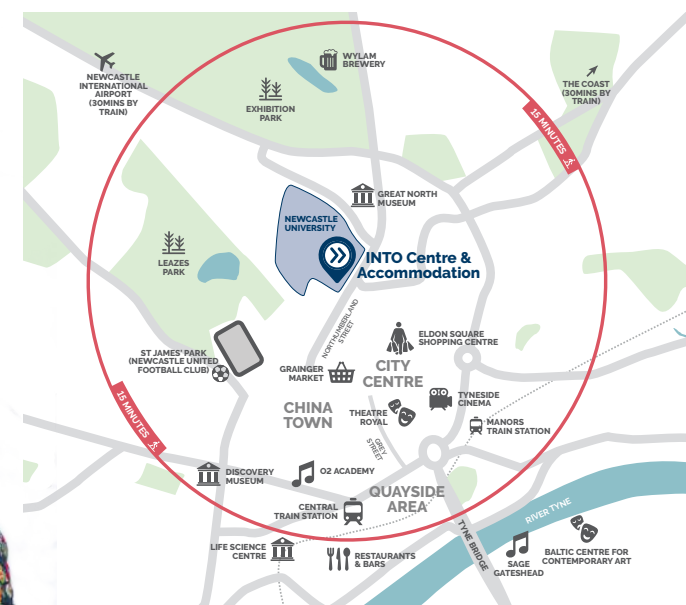 WYLAM
BREWERY
NEWCASTLE
INTERNATIONAL
AIRPORT
(30MINS BY
TRAIN)
THE COAST
(30MINS BY
TRAIN)
EXHIBITION
PARK
15 MINUTES
GREAT NORTH
MUSEUM
NEWCASTLE
UNIVERSITY
INTO Centre &
Accommodation
LEAZES
PARK
NORTHUMBERLAND
STREET
ELDON SQUARE
SHOPPING CENTRE
ST JAMES' PARK
(NEWCASTLE UNITED
FOOTBALL CLUB)
GRAINGER
MARKET
CITY
CENTRE
15 MINUTES
CHINA
TOWN
THEATRE
ROYAL
TYNESIDE
CINEMA
MANORS
TRAIN STATION
GREY
STREET
DISCOVERY
MUSEUM
O2 ACADEMY
QUAYSIDE
AREA
CENTRAL
TRAIN STATION
RIVER TYNE
TYNE BRIDGE
LIFE SCIENCE
CENTRE
RESTAURANTS
& BARS
SAGE
GATESHEAD
BALTIC CENTRE FOR
CONTEMPORARY ART